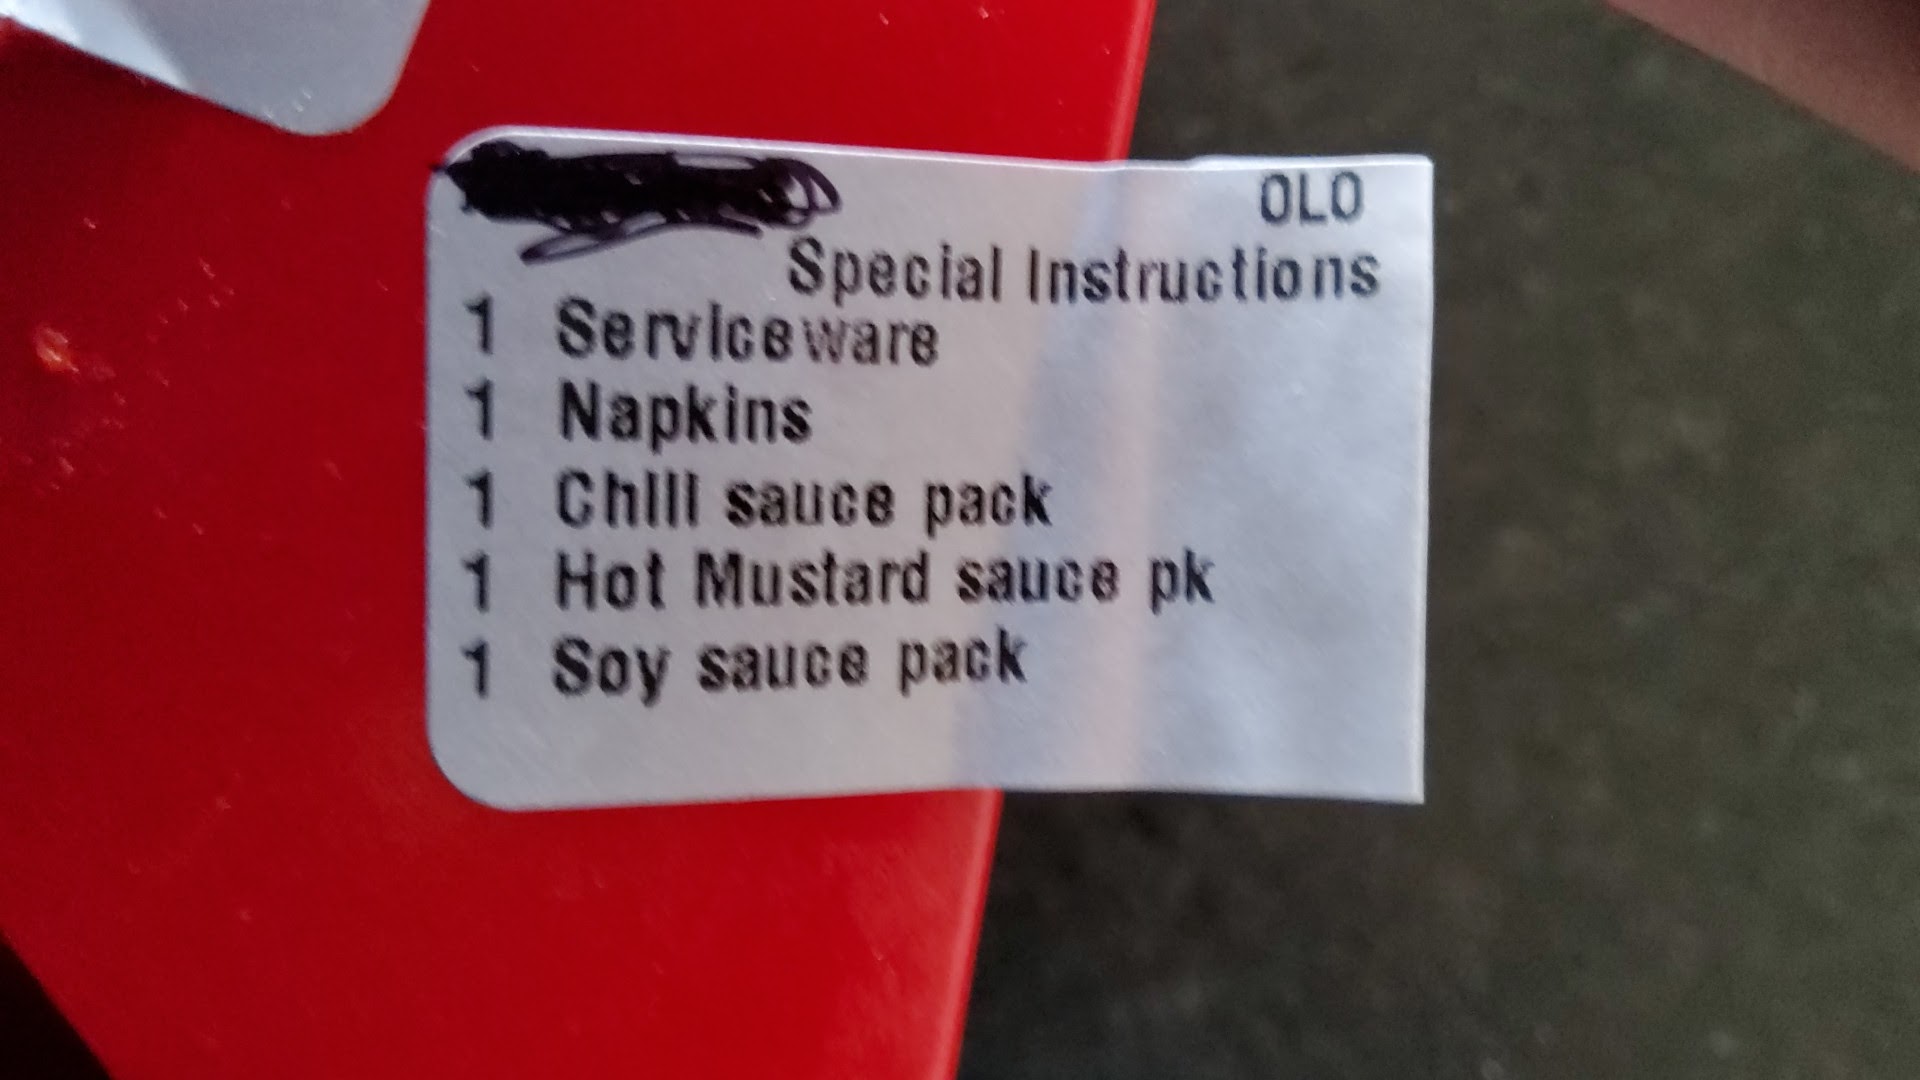 OLO
Special Instructions
1 Serviceware
1 Napkins
1 Chili sauce pack
1 Hot Mustard sauce pk
1 Soy sauce pack